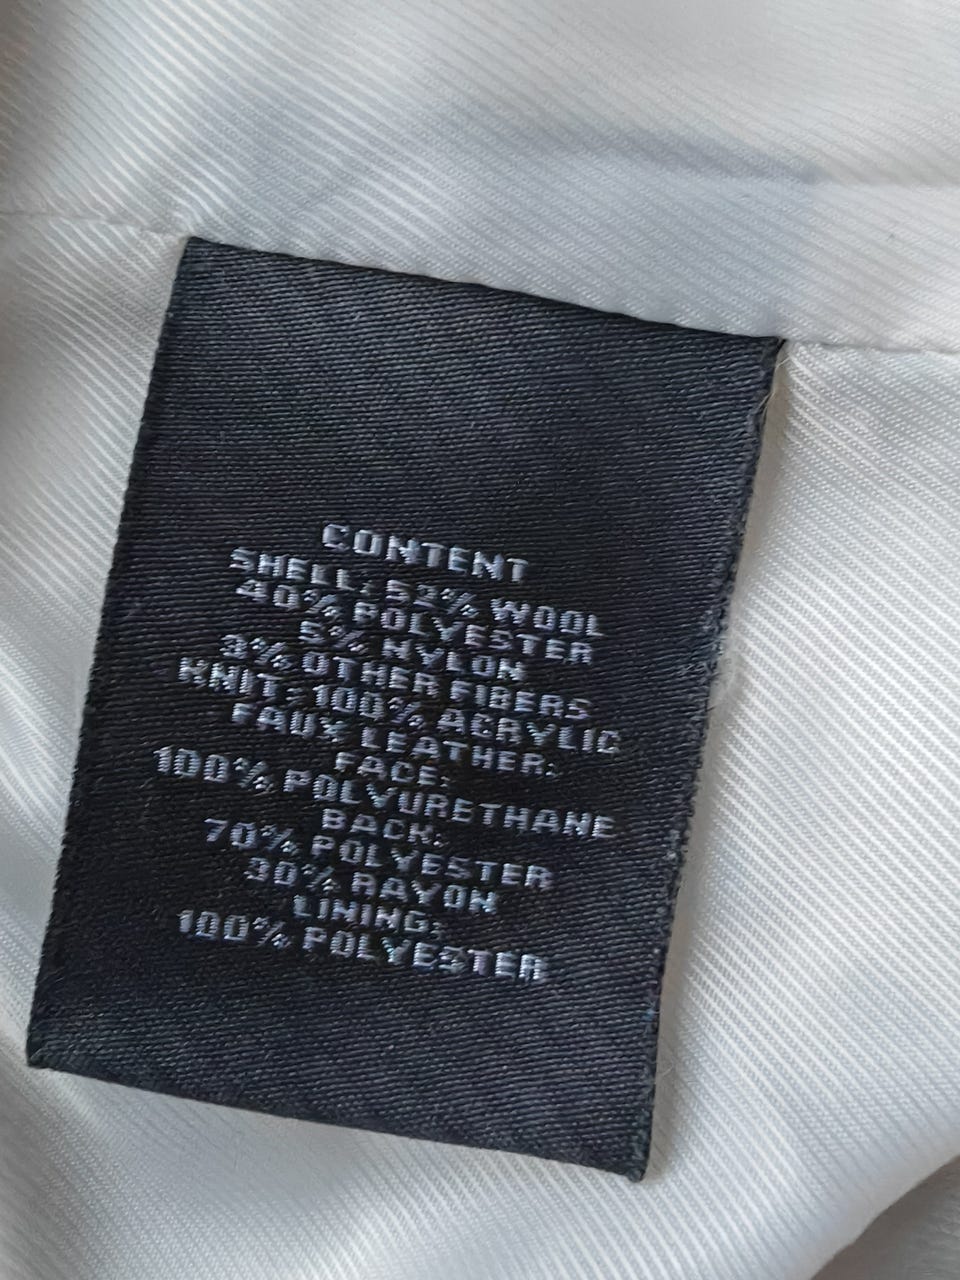 CONTENT
SHELL: 52% WOOL
40% POLYESTER
5% NYLON
3% OTHER FIBERS
KNIT: 100% ACRYLIC
FAUX LEATHER:
FACE:
100% POLYURETHANE
BACK:
70% POLYESTER
30% RAYON
LINING:
100% POLYESTER